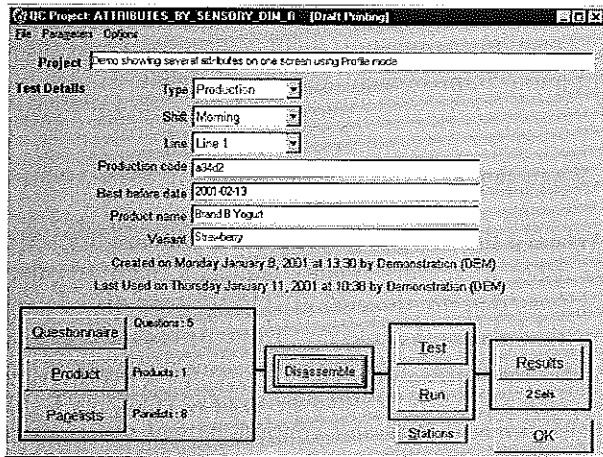 QC Project: ATTRIBUTES_BY_SENSORY_DIM_A [Draft Printing]
File Parameters Options
Project Demo showing several attributes on one screen using Profile mode
Test Details Type Production
Shift Morning
Line Line 1
Production code a34d2
Best before date 2001-02-13
Product name Brand B Yogurt
Variant Strawberry
Created on Monday January 8, 2001 at 13:30 by Demonstration (DEM)
Last Used on Thursday January 11, 2001 at 10:38 by Demonstration (DEM)
Questionnaire Questions : 5
Product Products : 1
Panelists Panelists : 8
Disassemble
Test
Run
Stations
Results
2 Sets
OK